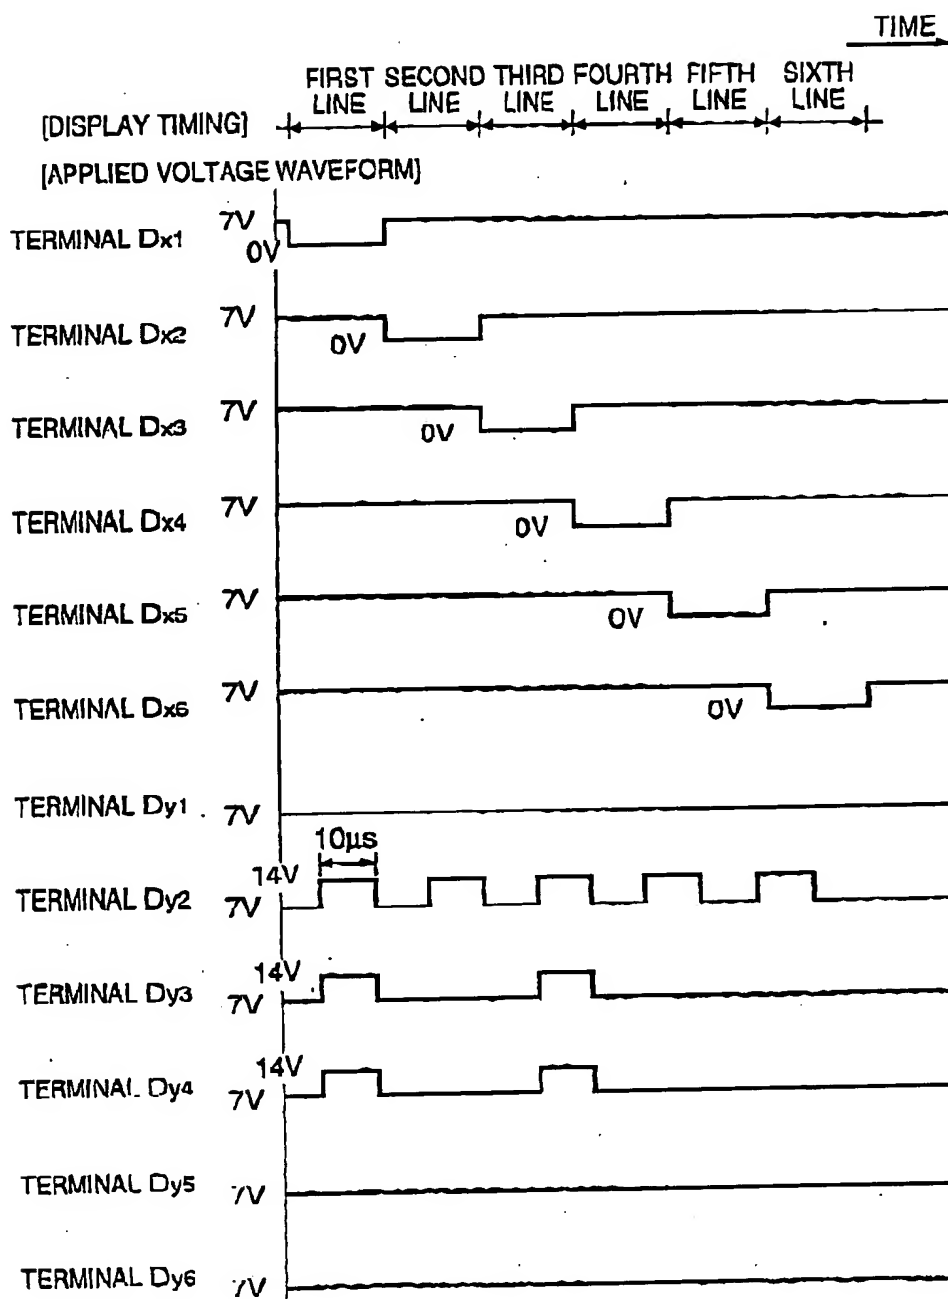 TIME
FIRST LINE
SECOND LINE
THIRD LINE
FOURTH LINE
FIFTH LINE
SIXTH LINE
[DISPLAY TIMING]
[APPLIED VOLTAGE WAVEFORM]
TERMINAL Dx1
7V
0V
TERMINAL Dx2
7V
0V
TERMINAL Dx3
7V
0V
TERMINAL Dx4
7V
0V
TERMINAL Dx5
7V
0V
TERMINAL Dx6
7V
0V
TERMINAL Dy1
7V
10µs
TERMINAL Dy2
14V
7V
TERMINAL Dy3
14V
7V
TERMINAL Dy4
14V
7V
TERMINAL Dy5
7V
TERMINAL Dy6
7V